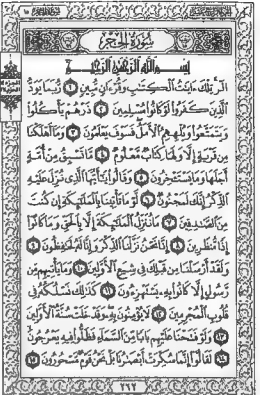 سورة الحجر
بسم الله الرحمن الرحيم
الر تلك ءايت الكتب وقرءان مبين ١ ربما يود
الذين كفروا لو كانوا مسلمين ٢ ذرهم يأكلوا
ويتمتعوا ويلههم الأمل فسوف يعلمون ٣ وما أهلكنا
من قرية إلا ولها كتاب معلوم ٤ ما تسبق من أمة
أجلها وما يستءخرون ٥ وقالوا يأيها الذي نزل عليه
الذكر إنك لمجنون ٦ لو ما تأتينا بالملئكة إن كنت
من الصدقين ٧ ما ننزل الملئكة إلا بالحق وما كانوا
إذا منظرين ٨ إنا نحن نزلنا الذكر وإنا له لحفظون ٩
ولقد أرسلنا من قبلك في شيع الأولين ١٠ وما يأتيهم من
رسول إلا كانوا به يستهزءون ١١ كذلك نسلكه في
قلوب المجرمين ١٢ لا يؤمنون به وقد خلت سنة الأولين
١٣ ولو فتحنا عليهم بابا من السماء فظلوا فيه يعرجون
١٤ لقالوا إنما سكرت أبصرنا بل نحن قوم مسحورون ١٥
٢٦٢